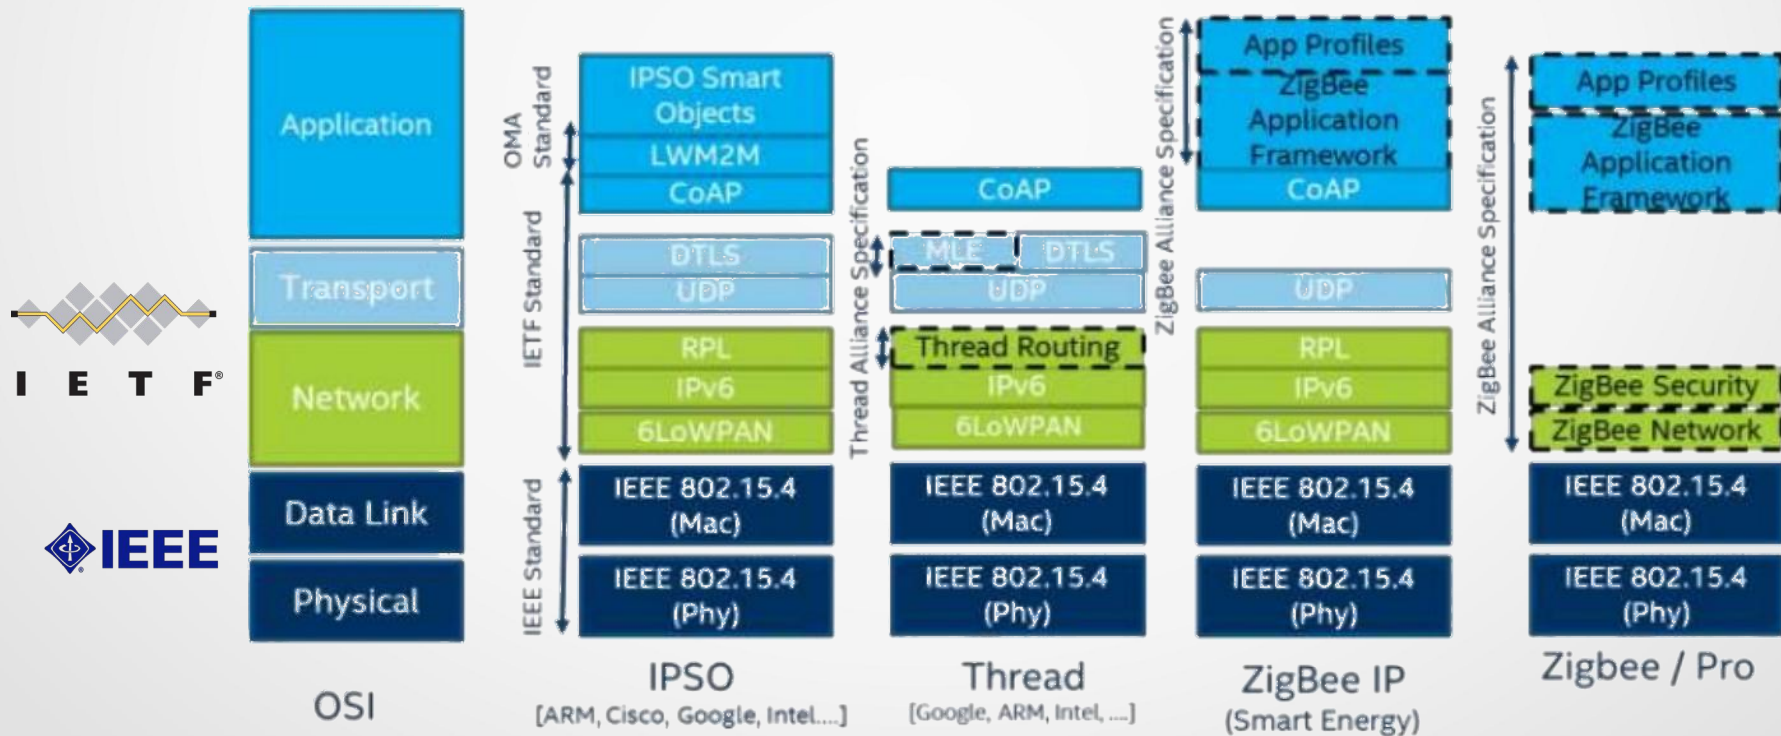 IETF®
IEEE
Application
Transport
Network
Data Link
Physical
OSI
OMA
Standard
IETF Standard
IEEE Standard
IPSO Smart
Objects
LWM2M
CoAP
DTLS
UDP
RPL
IPv6
6LoWPAN
IEEE 802.15.4
(Mac)
IEEE 802.15.4
(Phy)
IPSO
[ARM, Cisco, Google, Intel....]
Thread Alliance Specification
CoAP
MLE
DTLS
UDP
Thread Routing
IPv6
6LoWPAN
IEEE 802.15.4
(Mac)
IEEE 802.15.4
(Phy)
Thread
[Google, ARM, Intel, ....]
ZigBee Alliance Specification
App Profiles
ZigBee
Application
Framework
CoAP
UDP
RPL
IPv6
6LoWPAN
IEEE 802.15.4
(Mac)
IEEE 802.15.4
(Phy)
ZigBee IP
(Smart Energy)
ZigBee Alliance Specification
App Profiles
ZigBee
Application
Framework
ZigBee Security
ZigBee Network
IEEE 802.15.4
(Mac)
IEEE 802.15.4
(Phy)
Zigbee / Pro